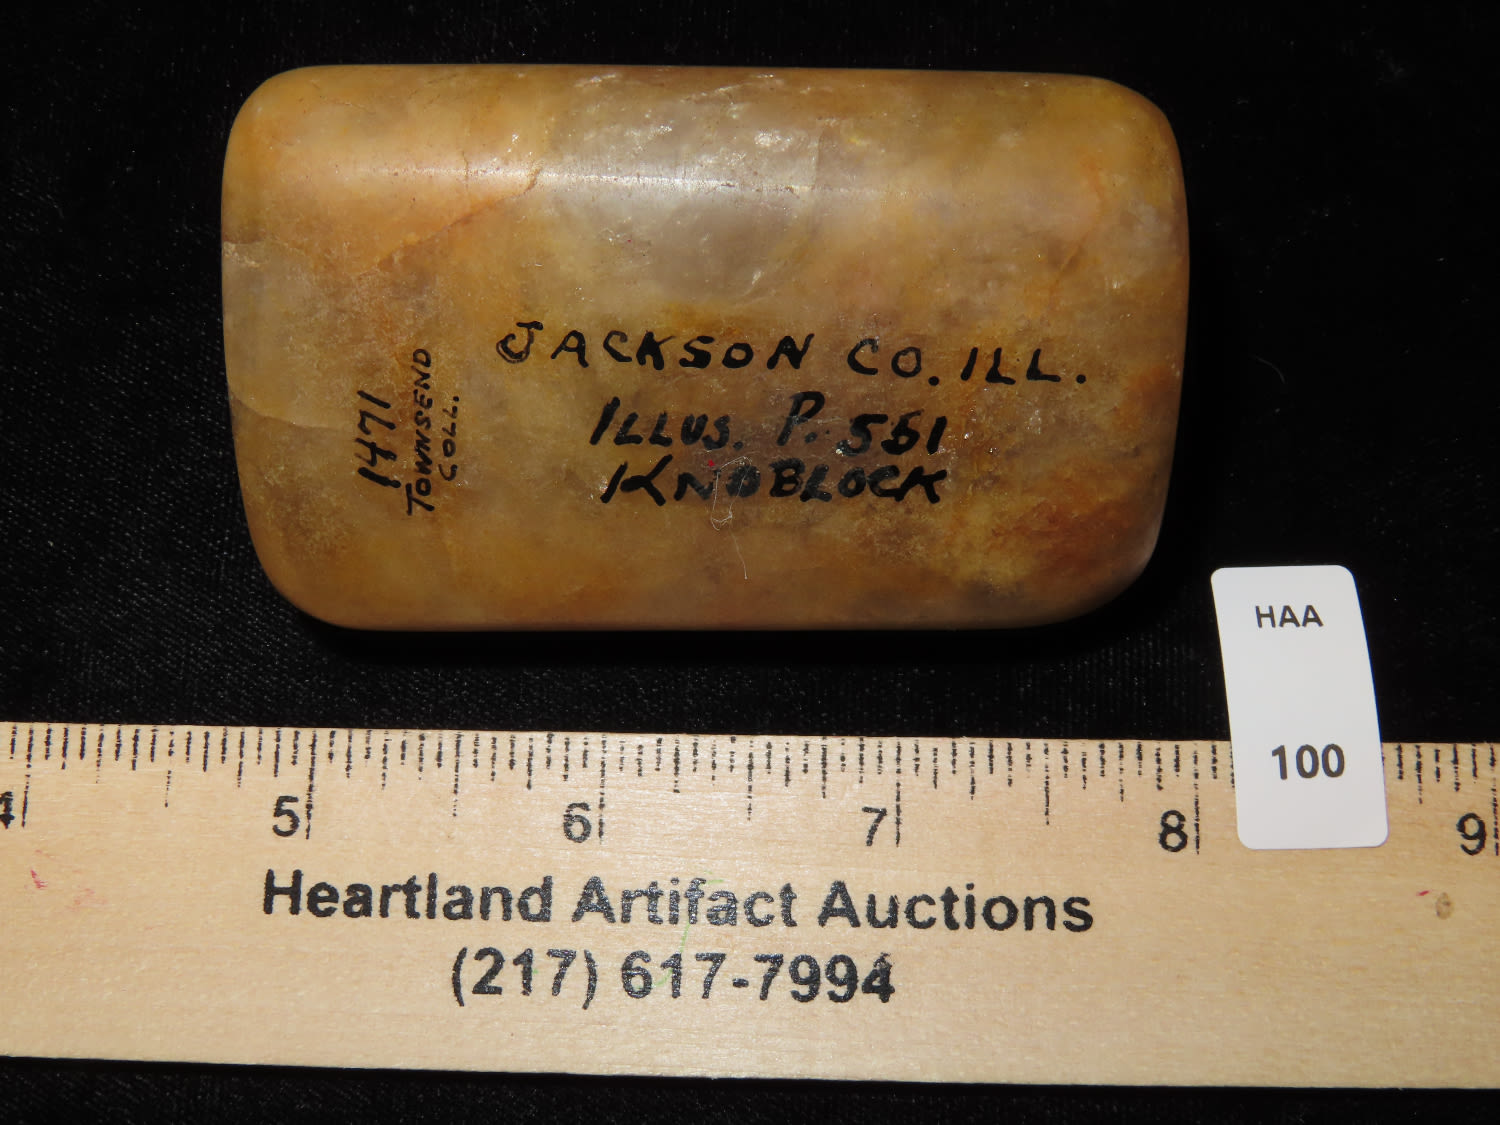 JACKSON CO. ILL.
ILLUS. P. 551
KNOBLOCK
1471
TOWNSEND
COLL.
HAA
100
4 5 6 7 8 9
Heartland Artifact Auctions
(217) 617-7994